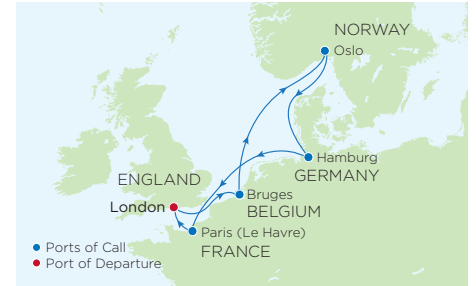 NORWAY
Oslo
Hamburg
GERMANY
ENGLAND
London
Bruges
BELGIUM
Paris (Le Havre)
FRANCE
Ports of Call
Port of Departure